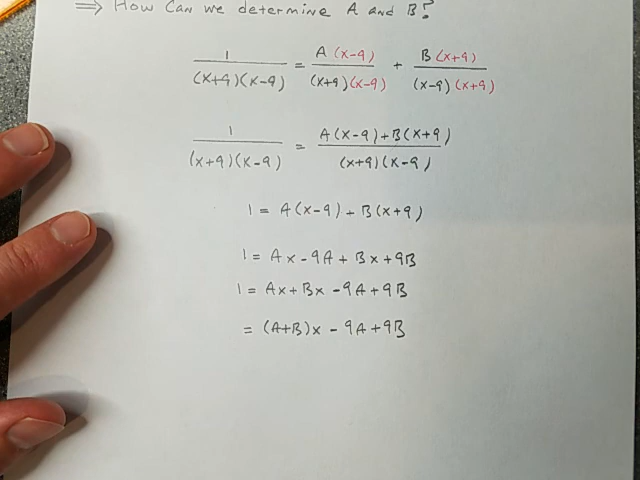 ⇒ How Can we determine A and B?
1/((x+9)(x-9)) = A(x-9)/((x+9)(x-9)) + B(x+9)/((x-9)(x+9))
1/((x+9)(x-9)) = (A(x-9)+B(x+9))/((x+9)(x-9))
1 = A(x-9)+B(x+9)
1 = Ax-9A+Bx+9B
1 = Ax+Bx-9A+9B
= (A+B)x-9A+9B